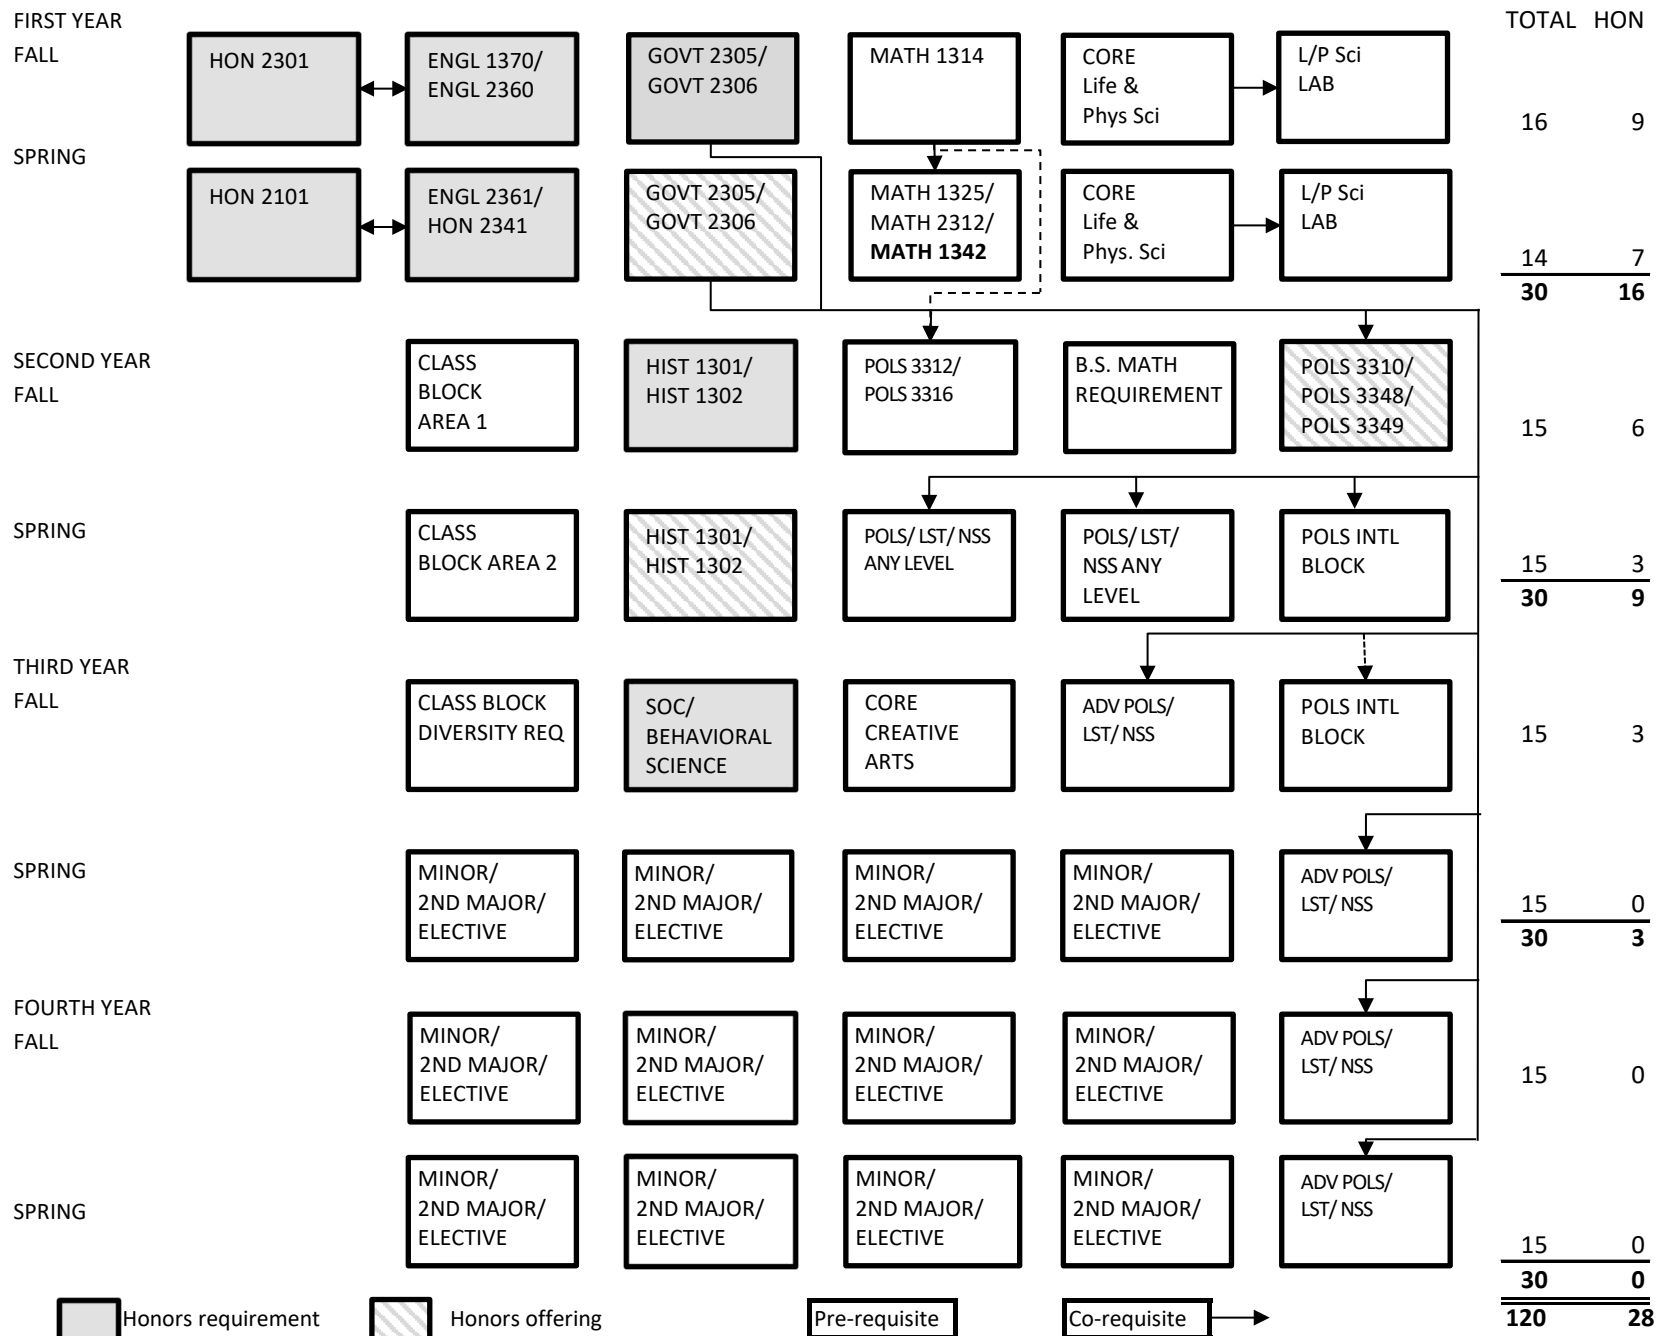 FIRST YEAR
TOTAL HON
FALL
HON 2301
ENGL 1370/
ENGL 2360
GOVT 2305/
GOVT 2306
MATH 1314
CORE
Life &
Phys Sci
L/P Sci
LAB
16 9
SPRING
HON 2101
ENGL 2361/
HON 2341
GOVT 2305/
GOVT 2306
MATH 1325/
MATH 2312/
MATH 1342
CORE
Life &
Phys. Sci
L/P Sci
LAB
14 7
30 16
SECOND YEAR
FALL
CLASS
BLOCK
AREA 1
HIST 1301/
HIST 1302
POLS 3312/
POLS 3316
B.S. MATH
REQUIREMENT
POLS 3310/
POLS 3348/
POLS 3349
15 6
SPRING
CLASS
BLOCK AREA 2
HIST 1301/
HIST 1302
POLS/ LST/ NSS
ANY LEVEL
POLS/ LST/
NSS ANY
LEVEL
POLS INTL
BLOCK
15 3
30 9
THIRD YEAR
FALL
CLASS BLOCK
DIVERSITY REQ
SOC/
BEHAVIORAL
SCIENCE
CORE
CREATIVE
ARTS
ADV POLS/
LST/ NSS
POLS INTL
BLOCK
15 3
SPRING
MINOR/
2ND MAJOR/
ELECTIVE
MINOR/
2ND MAJOR/
ELECTIVE
MINOR/
2ND MAJOR/
ELECTIVE
MINOR/
2ND MAJOR/
ELECTIVE
ADV POLS/
LST/ NSS
15 0
30 3
FOURTH YEAR
FALL
MINOR/
2ND MAJOR/
ELECTIVE
MINOR/
2ND MAJOR/
ELECTIVE
MINOR/
2ND MAJOR/
ELECTIVE
MINOR/
2ND MAJOR/
ELECTIVE
ADV POLS/
LST/ NSS
15 0
SPRING
MINOR/
2ND MAJOR/
ELECTIVE
MINOR/
2ND MAJOR/
ELECTIVE
MINOR/
2ND MAJOR/
ELECTIVE
MINOR/
2ND MAJOR/
ELECTIVE
ADV POLS/
LST/ NSS
15 0
30 0
120 28
Honors requirement
Honors offering
Pre-requisite
Co-requisite